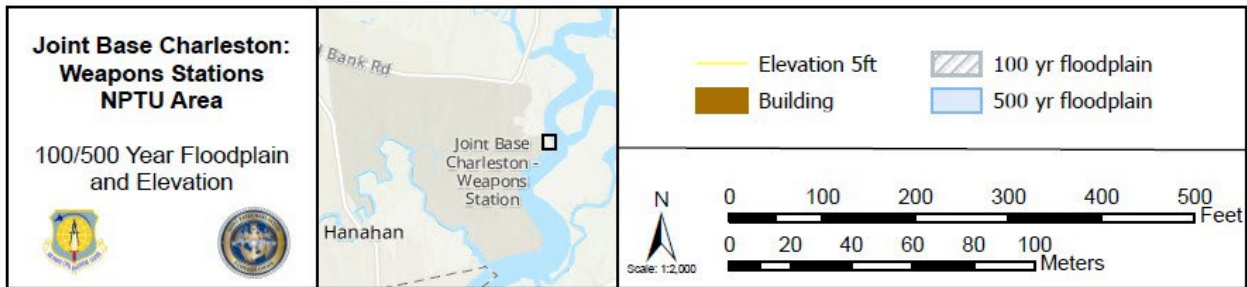 Joint Base Charleston:
Weapons Stations
NPTU Area
100/500 Year Floodplain
and Elevation
Bank Rd
Joint Base
Charleston -
Weapons
Station
Hanahan
Elevation 5ft
Building
100 yr floodplain
500 yr floodplain
N
Scale: 1:2,000
0 100 200 300 400 500
Feet
0 20 40 60 80 100
Meters